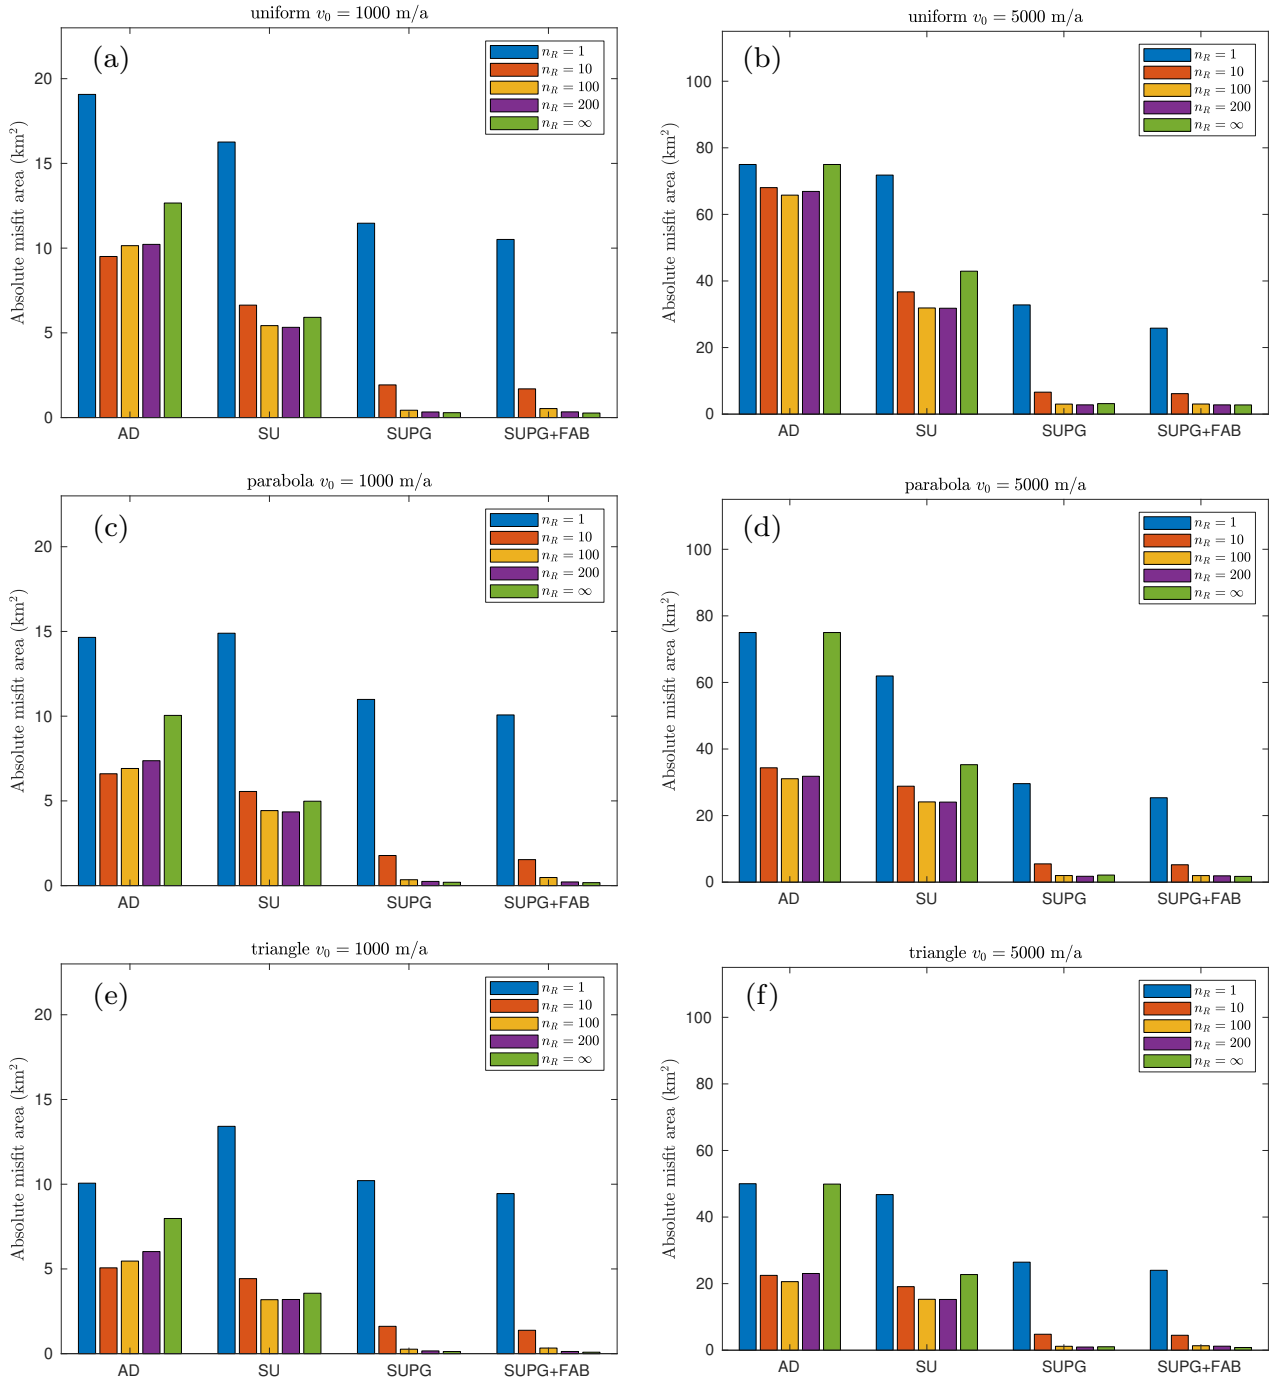 uniform v₀ = 1000 m/a
(a)
n_R = 1
n_R = 10
n_R = 100
n_R = 200
n_R = ∞
Absolute misfit area (km²)
20
15
10
5
0
AD SU SUPG SUPG+FAB
uniform v₀ = 5000 m/a
(b)
n_R = 1
n_R = 10
n_R = 100
n_R = 200
n_R = ∞
Absolute misfit area (km²)
100
80
60
40
20
0
AD SU SUPG SUPG+FAB
parabola v₀ = 1000 m/a
(c)
n_R = 1
n_R = 10
n_R = 100
n_R = 200
n_R = ∞
Absolute misfit area (km²)
20
15
10
5
0
AD SU SUPG SUPG+FAB
parabola v₀ = 5000 m/a
(d)
n_R = 1
n_R = 10
n_R = 100
n_R = 200
n_R = ∞
Absolute misfit area (km²)
100
80
60
40
20
0
AD SU SUPG SUPG+FAB
triangle v₀ = 1000 m/a
(e)
n_R = 1
n_R = 10
n_R = 100
n_R = 200
n_R = ∞
Absolute misfit area (km²)
20
15
10
5
0
AD SU SUPG SUPG+FAB
triangle v₀ = 5000 m/a
(f)
n_R = 1
n_R = 10
n_R = 100
n_R = 200
n_R = ∞
Absolute misfit area (km²)
100
80
60
40
20
0
AD SU SUPG SUPG+FAB